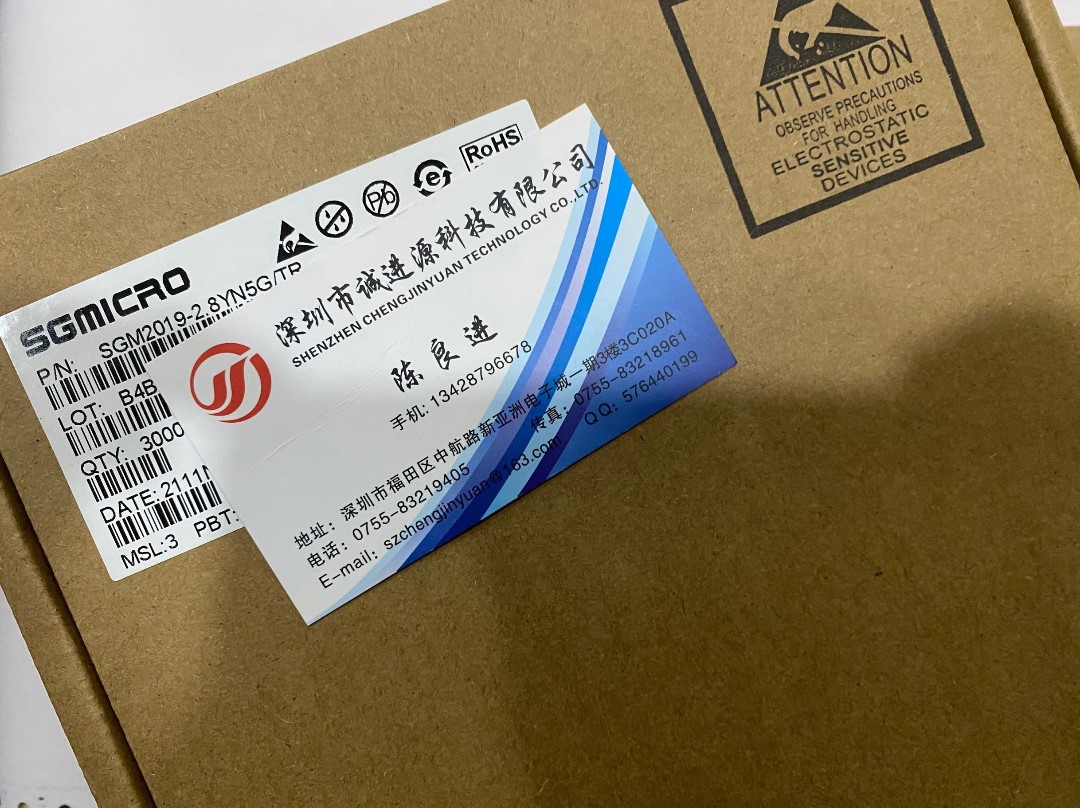 ATTENTION
OBSERVE PRECAUTIONS
FOR HANDLING
ELECTROSTATIC
SENSITIVE
DEVICES
RoHS
Pb
e
SGMICRO
P/N: SGM2019-2.8YN5G/TR
LOT: B4B
QTY: 3000
DATE: 2111
MSL:3 PBT:
深圳市诚进源科技有限公司
SHENZHEN CHENGJINYUAN TECHNOLOGY CO.,LTD.
陈良进
手机: 13428796678
地址: 深圳市福田区中航路新亚洲电子城一期3楼3C020A
电话: 0755-83219405 传真: 0755-83218961
E-mail: szchengjinyuan@163.com QQ: 576440199